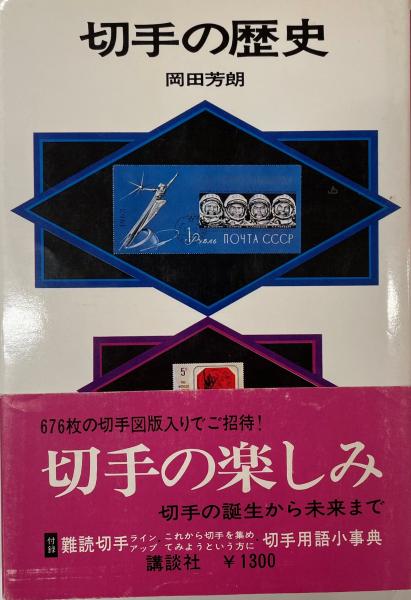 切手の歴史
岡田芳朗
1 Рубль ПОЧТА СССР
5c
676枚の切手図版入りでご招待!
切手の楽しみ
切手の誕生から未来まで
付録 難読切手ラインアップ・これから切手を集めてみようという方に 切手用語小事典
講談社 ¥1300